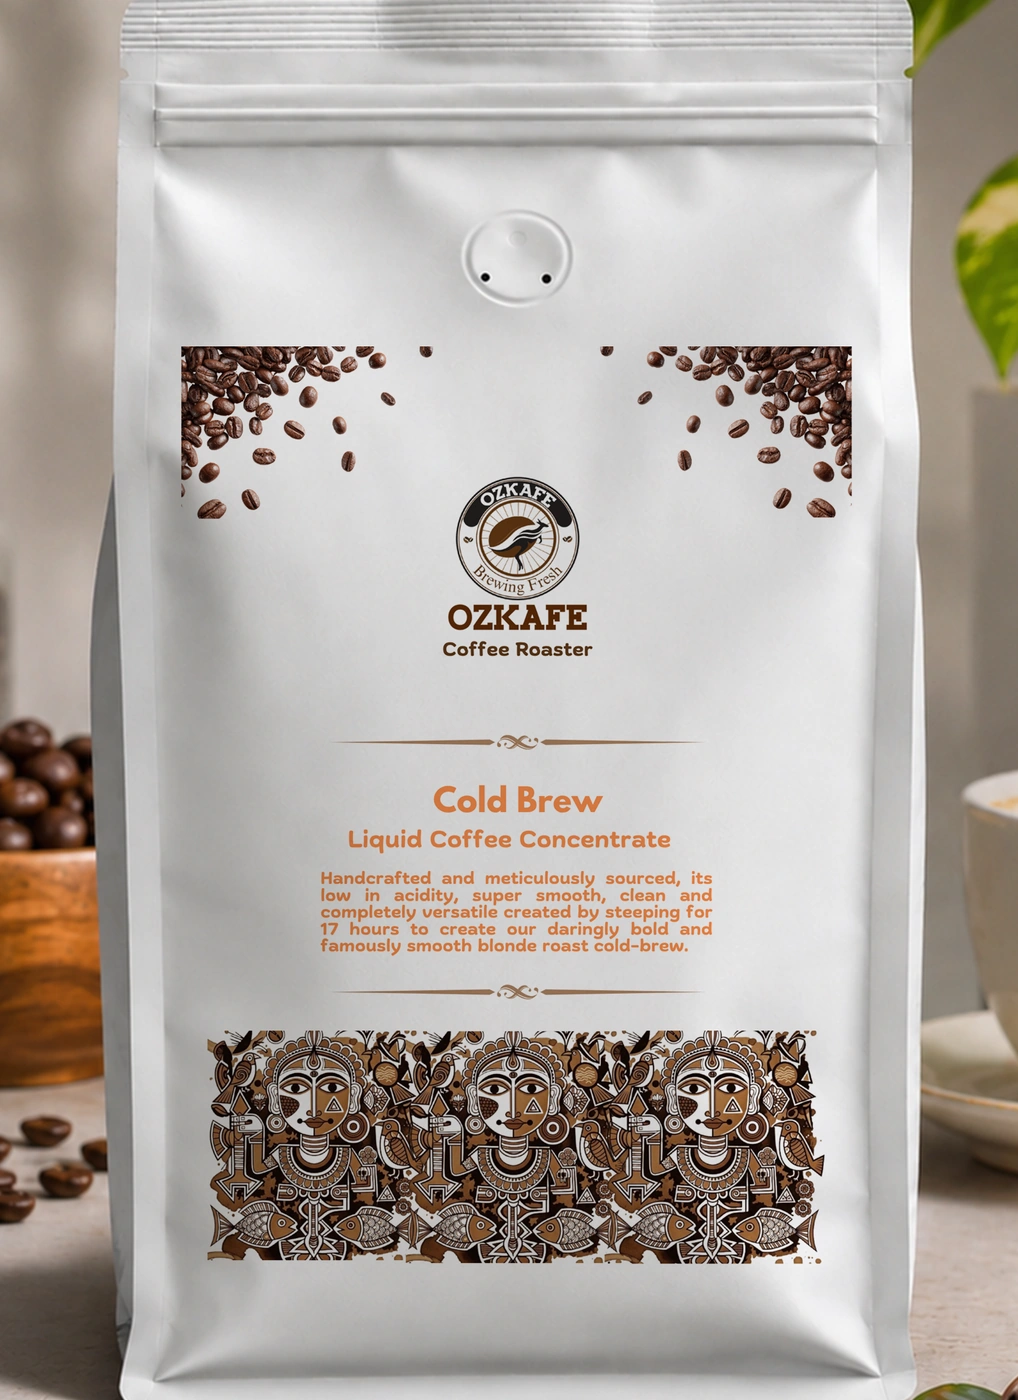 OZKAFE
Brewing Fresh
OZKAFE
Coffee Roaster
Cold Brew
Liquid Coffee Concentrate
Handcrafted and meticulously sourced, its
low in acidity, super smooth, clean and
completely versatile created by steeping for
17 hours to create our daringly bold and
famously smooth blonde roast cold-brew.